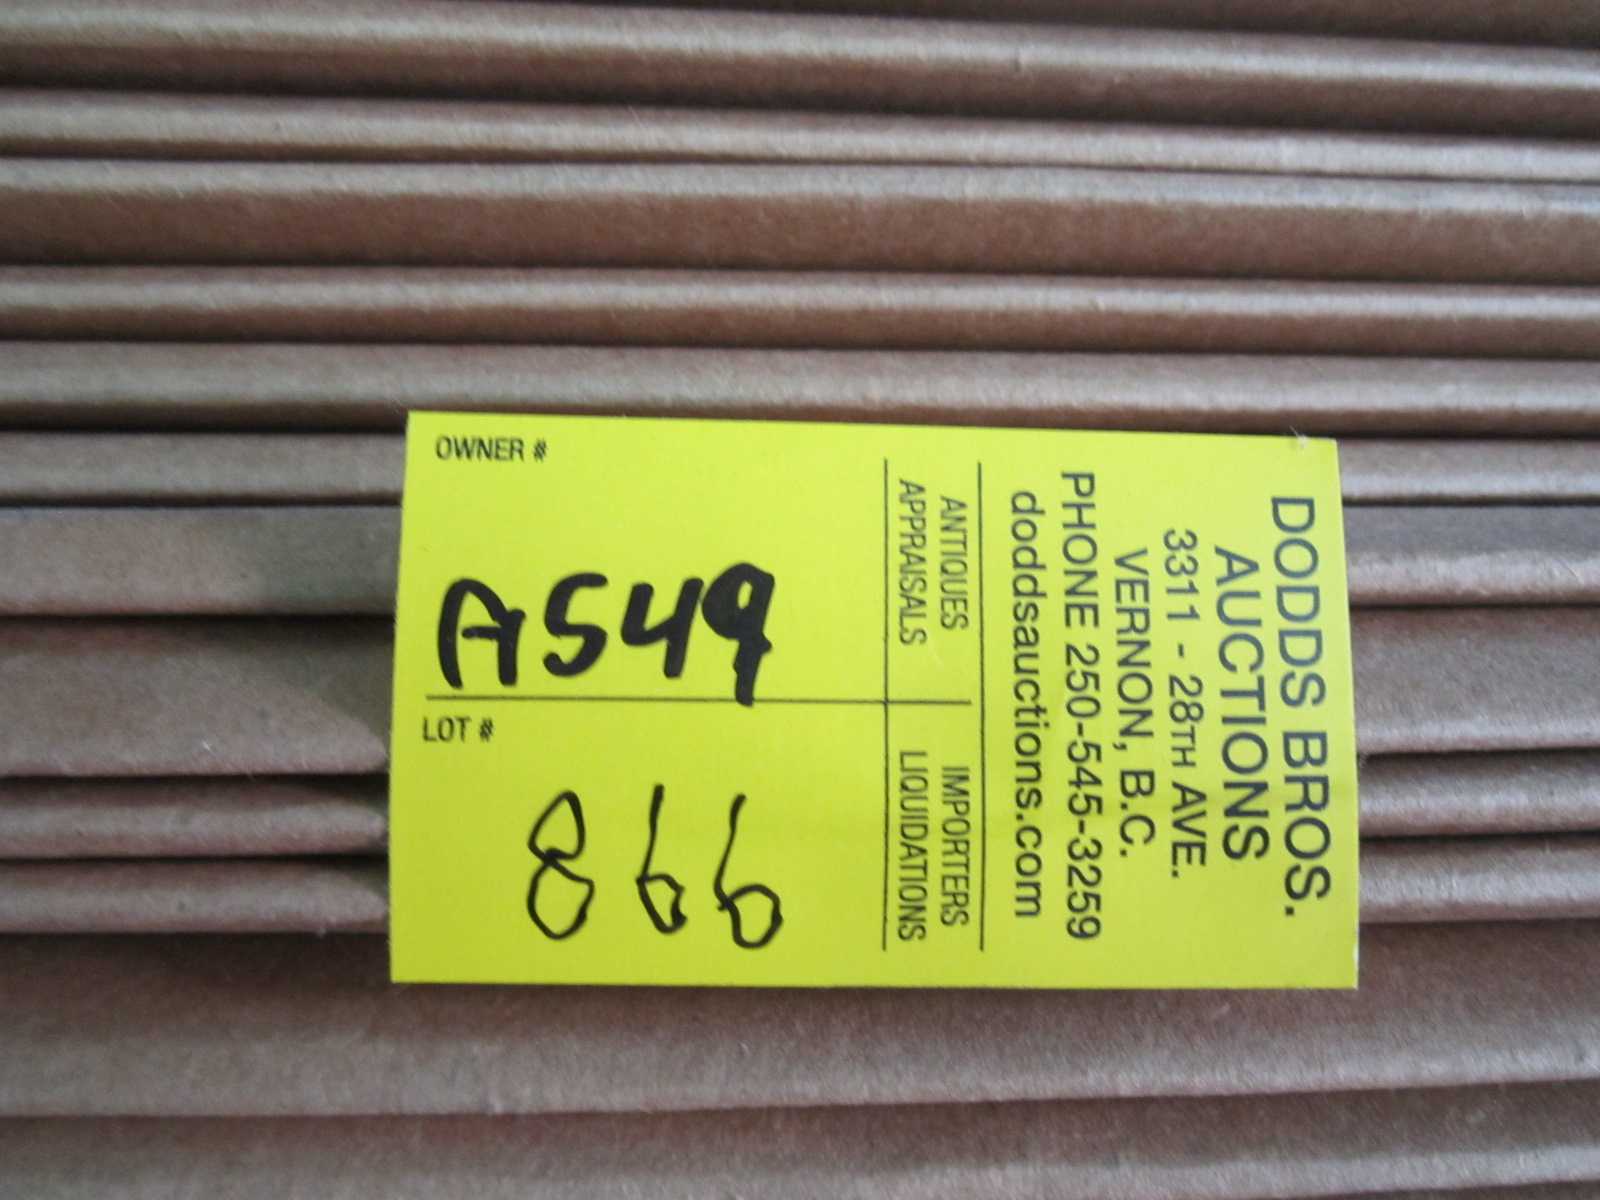 DODDS BROS.
AUCTIONS
3311 - 28TH AVE.
VERNON, B.C.
PHONE 250-545-3259
doddsauctions.com
ANTIQUES
APPRAISALS
IMPORTERS
LIQUIDATIONS
OWNER #
A549
LOT #
866